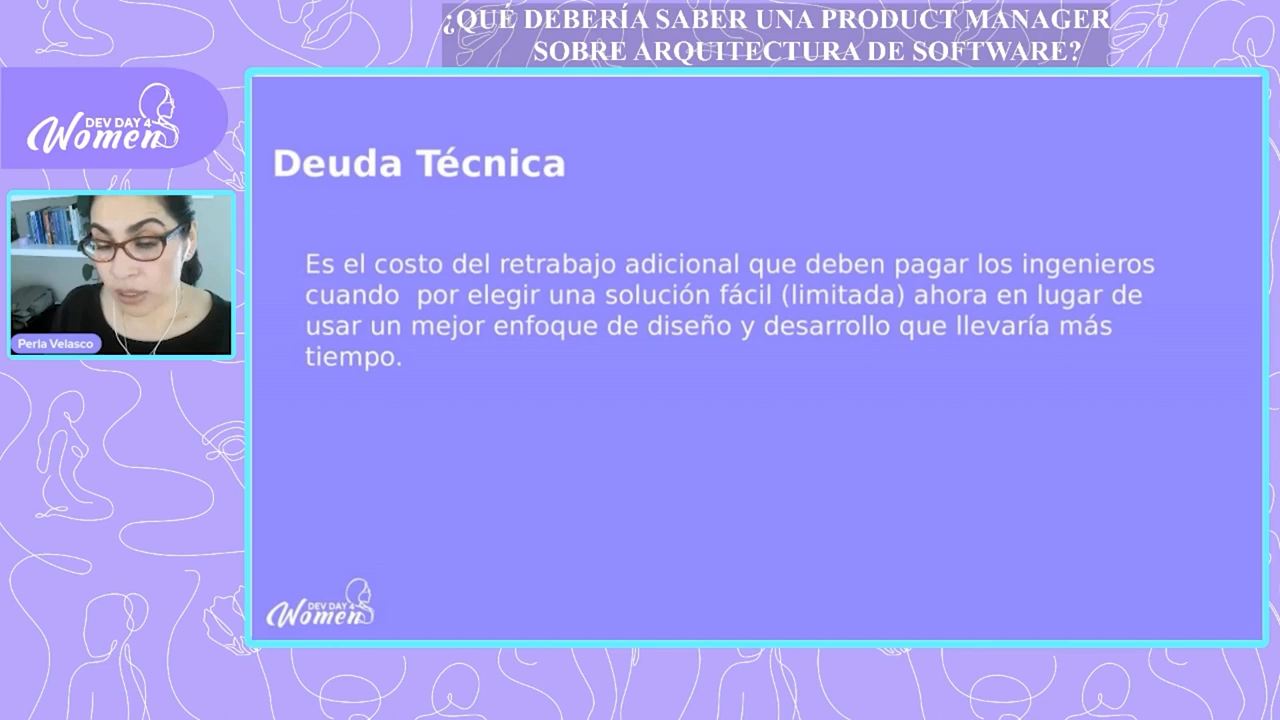 ¿QUÉ DEBERÍA SABER UNA PRODUCT MANAGER
SOBRE ARQUITECTURA DE SOFTWARE?
DEV DAY 4
Women
Perla Velasco
Deuda Técnica
Es el costo del retrabajo adicional que deben pagar los ingenieros
cuando  por elegir una solución fácil (limitada) ahora en lugar de
usar un mejor enfoque de diseño y desarrollo que llevaría más
tiempo.
DEV DAY 4
Women